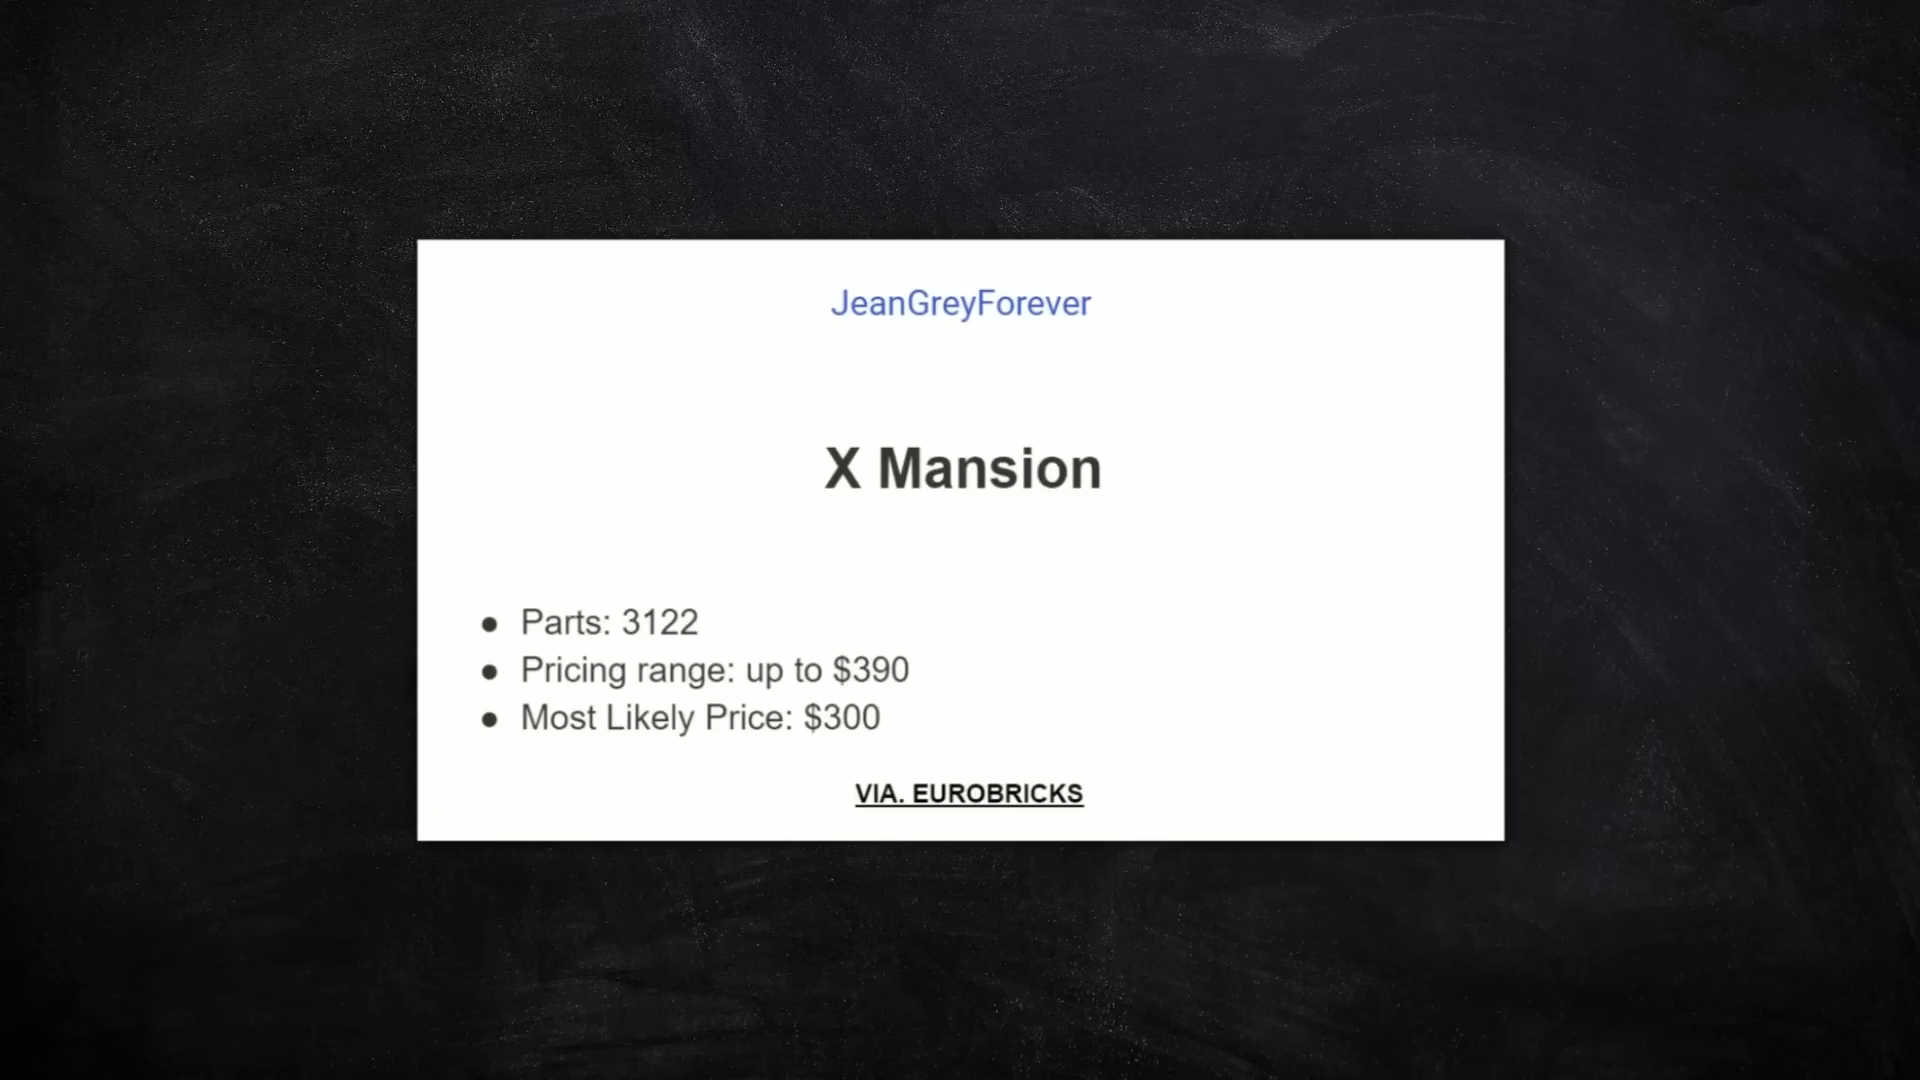 JeanGreyForever
X Mansion
● Parts: 3122
● Pricing range: up to $390
● Most Likely Price: $300
VIA. EUROBRICKS